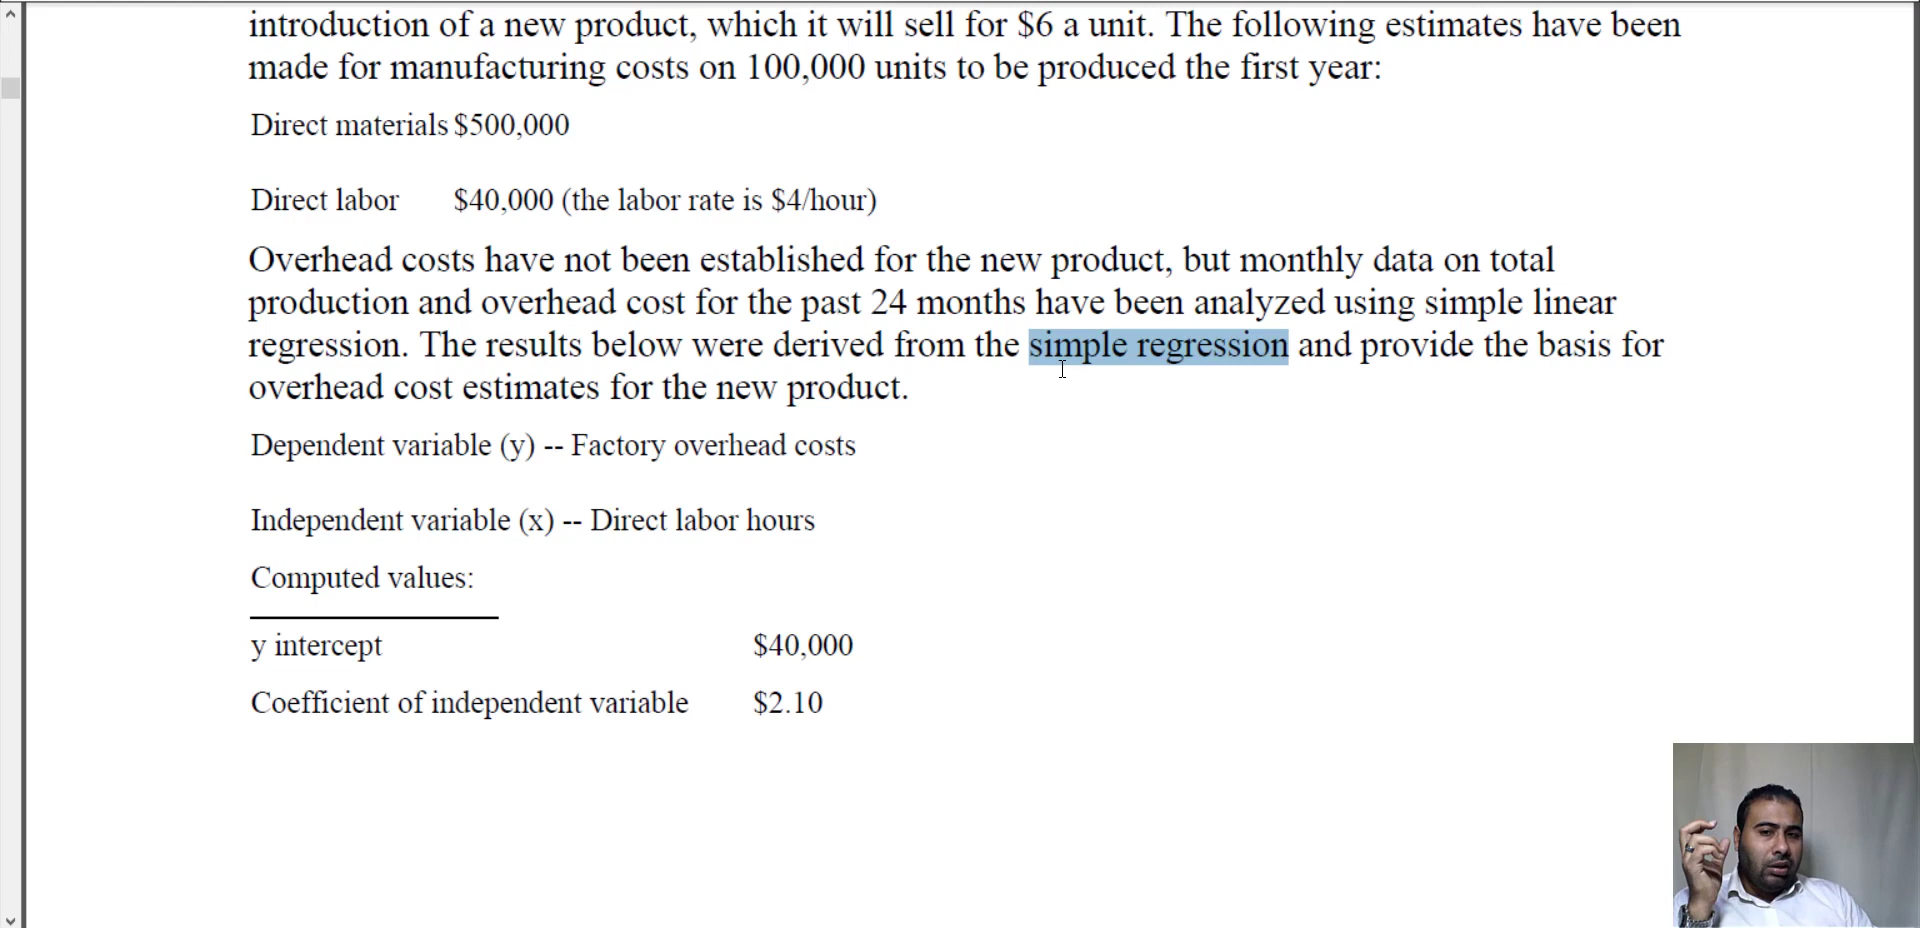 introduction of a new product, which it will sell for $6 a unit. The following estimates have been
made for manufacturing costs on 100,000 units to be produced the first year:
Direct materials $500,000
Direct labor $40,000 (the labor rate is $4/hour)
Overhead costs have not been established for the new product, but monthly data on total
production and overhead cost for the past 24 months have been analyzed using simple linear
regression. The results below were derived from the simple regression and provide the basis for
overhead cost estimates for the new product.
Dependent variable (y) -- Factory overhead costs
Independent variable (x) -- Direct labor hours
Computed values:
y intercept $40,000
Coefficient of independent variable $2.10